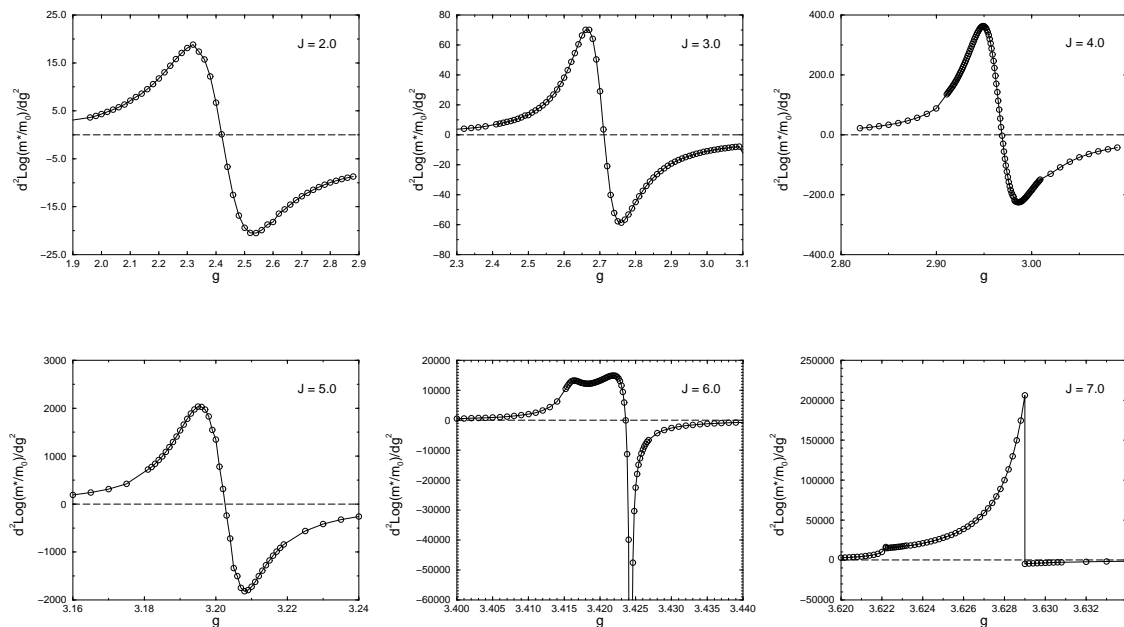 J = 2.0
d²Log(m*/m₀)/dg²
25.0
15.0
5.0
−5.0
−15.0
−25.0
1.9 2.0 2.1 2.2 2.3 2.4 2.5 2.6 2.7 2.8 2.9
g
J = 3.0
d²Log(m*/m₀)/dg²
80
60
40
20
0
−20
−40
−60
−80
2.3 2.4 2.5 2.6 2.7 2.8 2.9 3.0 3.1
g
J = 4.0
d²Log(m*/m₀)/dg²
400.0
200.0
0.0
−200.0
−400.0
2.80 2.90 3.00
g
J = 5.0
d²Log(m*/m₀)/dg²
3000
2000
1000
0
−1000
−2000
3.16 3.18 3.20 3.22 3.24
g
J = 6.0
d²Log(m*/m₀)/dg²
20000
10000
0
−10000
−20000
−30000
−40000
−50000
−60000
3.400 3.405 3.410 3.415 3.420 3.425 3.430 3.435 3.440
g
J = 7.0
d²Log(m*/m₀)/dg²
250000
200000
150000
100000
50000
0
−50000
3.620 3.622 3.624 3.626 3.628 3.630 3.632
g